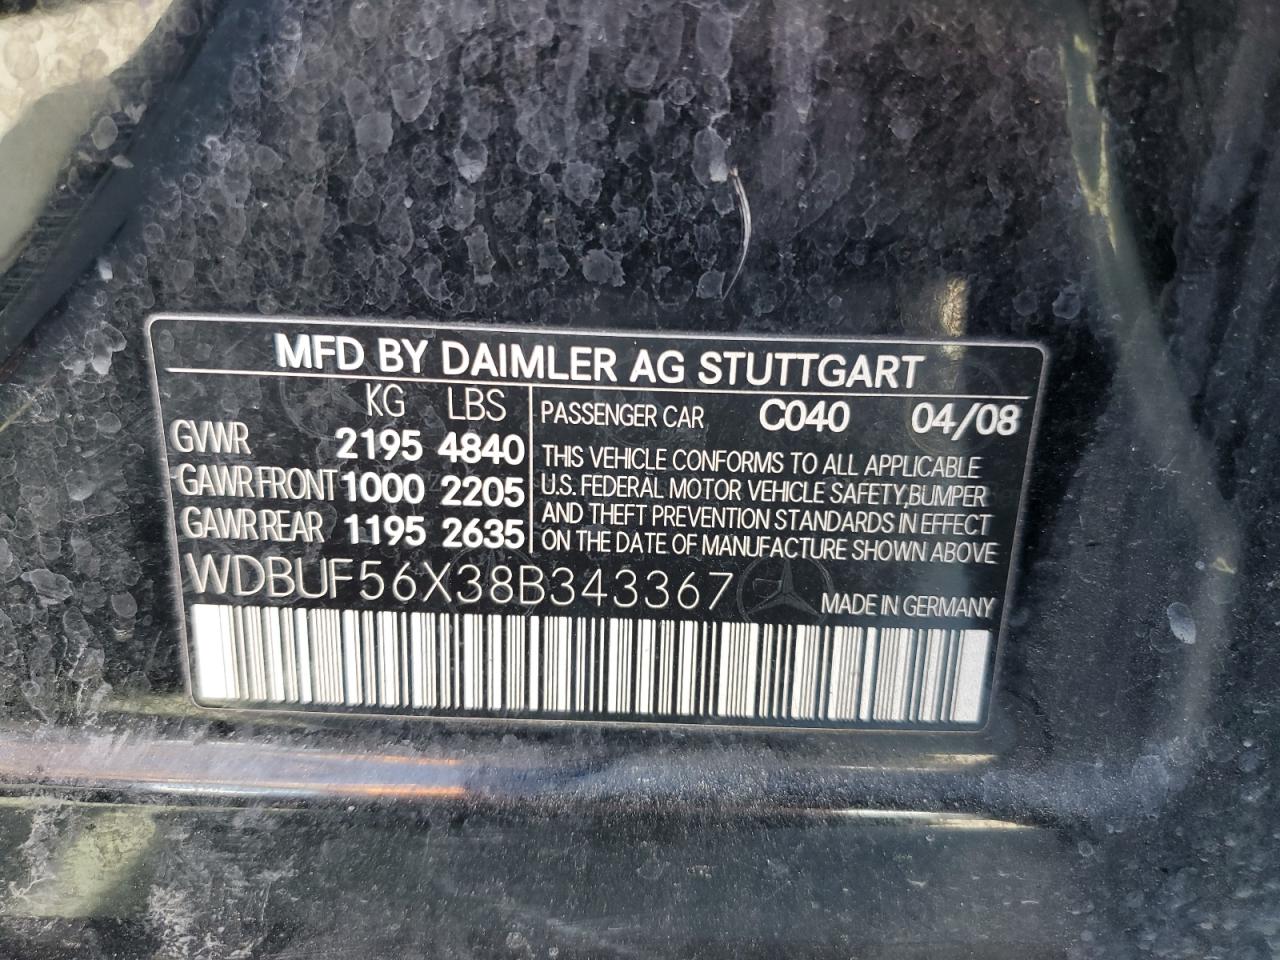 MFD BY DAIMLER AG STUTTGART
KG LBS
GVWR 2195 4840
GAWR FRONT 1000 2205
GAWR REAR 1195 2635
PASSENGER CAR C040 04/08
THIS VEHICLE CONFORMS TO ALL APPLICABLE
U.S. FEDERAL MOTOR VEHICLE SAFETY,BUMPER
AND THEFT PREVENTION STANDARDS IN EFFECT
ON THE DATE OF MANUFACTURE SHOWN ABOVE
WDBUF56X38B343367
MADE IN GERMANY